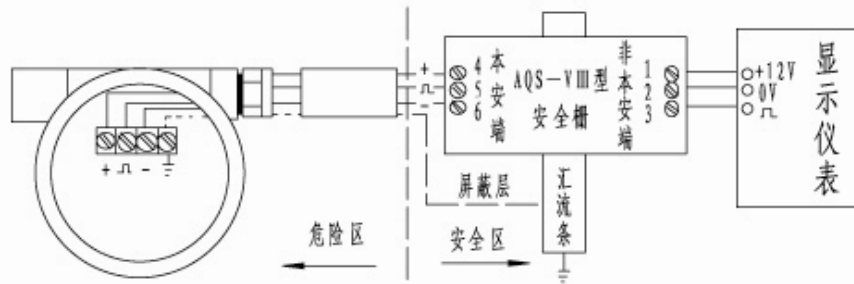 + ⎍ -
+
⎍
-
4
5
6
本安端
AQS-VIII型
安全栅
非本安端
1
2
3
+12V
0V
⎍
显示仪表
屏蔽层
汇流条
危险区
安全区